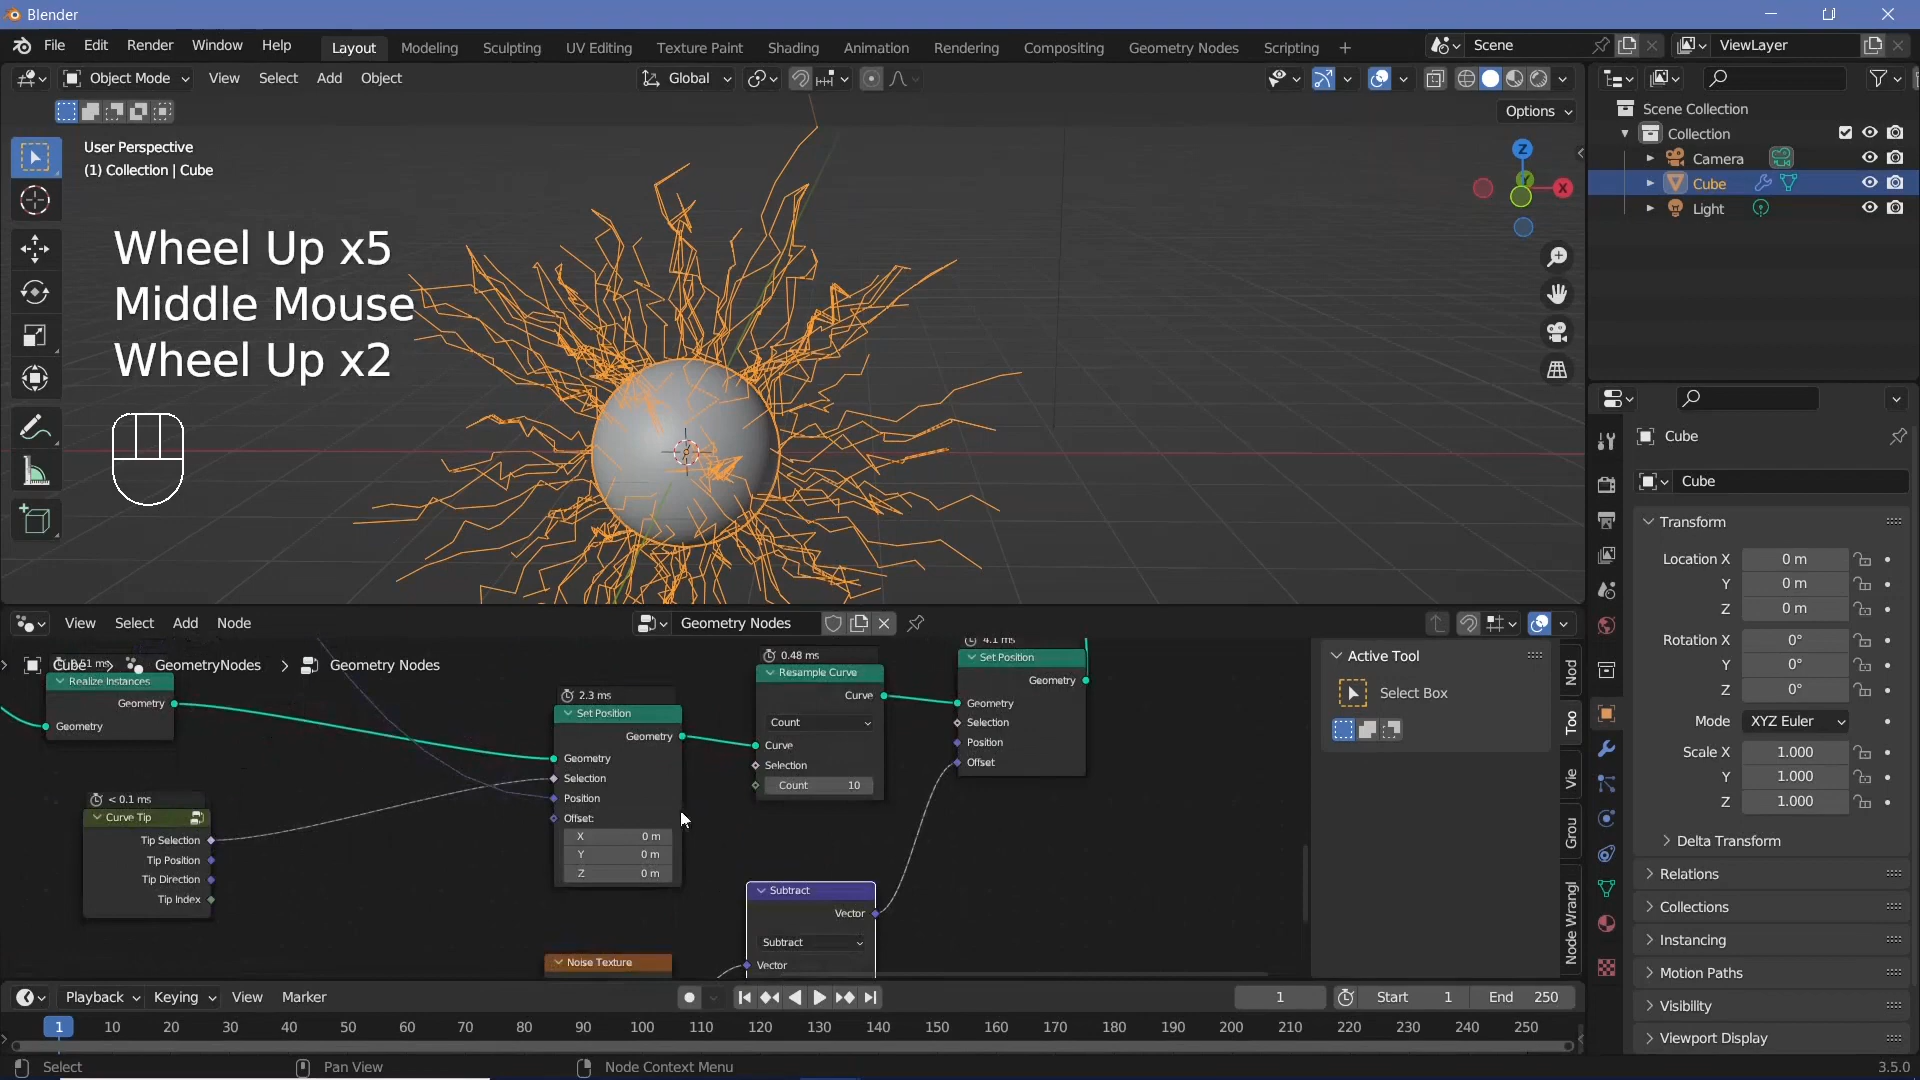 Blender
File Edit Render Window Help Layout Modeling Sculpting UV Editing Texture Paint Shading Animation Rendering Compositing Geometry Nodes Scripting + Scene ViewLayer
Object Mode View Select Add Object Global
Options
User Perspective
(1) Collection | Cube
Wheel Up x5
Middle Mouse
Wheel Up x2
Z
Y
X
Scene Collection
Collection
Camera
Cube
Light
Cube
Cube
Transform
Location X 0 m
Y 0 m
Z 0 m
Rotation X 0°
Y 0°
Z 0°
Mode XYZ Euler
Scale X 1.000
Y 1.000
Z 1.000
Delta Transform
Relations
Collections
Instancing
Motion Paths
Visibility
Viewport Display
View Select Add Node Geometry Nodes
Cube > GeometryNodes > Geometry Nodes
Realize Instances
Geometry
Geometry
< 0.1 ms
Curve Tip
Tip Selection
Tip Position
Tip Direction
Tip Index
2.3 ms
Set Position
Geometry
Geometry
Selection
Position
Offset:
X 0 m
Y 0 m
Z 0 m
Noise Texture
0.48 ms
Resample Curve
Curve
Count
Curve
Selection
Count 10
Subtract
Vector
Subtract
Vector
4.1 ms
Set Position
Geometry
Geometry
Selection
Position
Offset
Active Tool
Select Box
Nod
Too
Vie
Grou
Node Wrangl
Playback Keying View Marker 1 Start 1 End 250
1 10 20 30 40 50 60 70 80 90 100 110 120 130 140 150 160 170 180 190 200 210 220 230 240 250
Select Pan View Node Context Menu 3.5.0